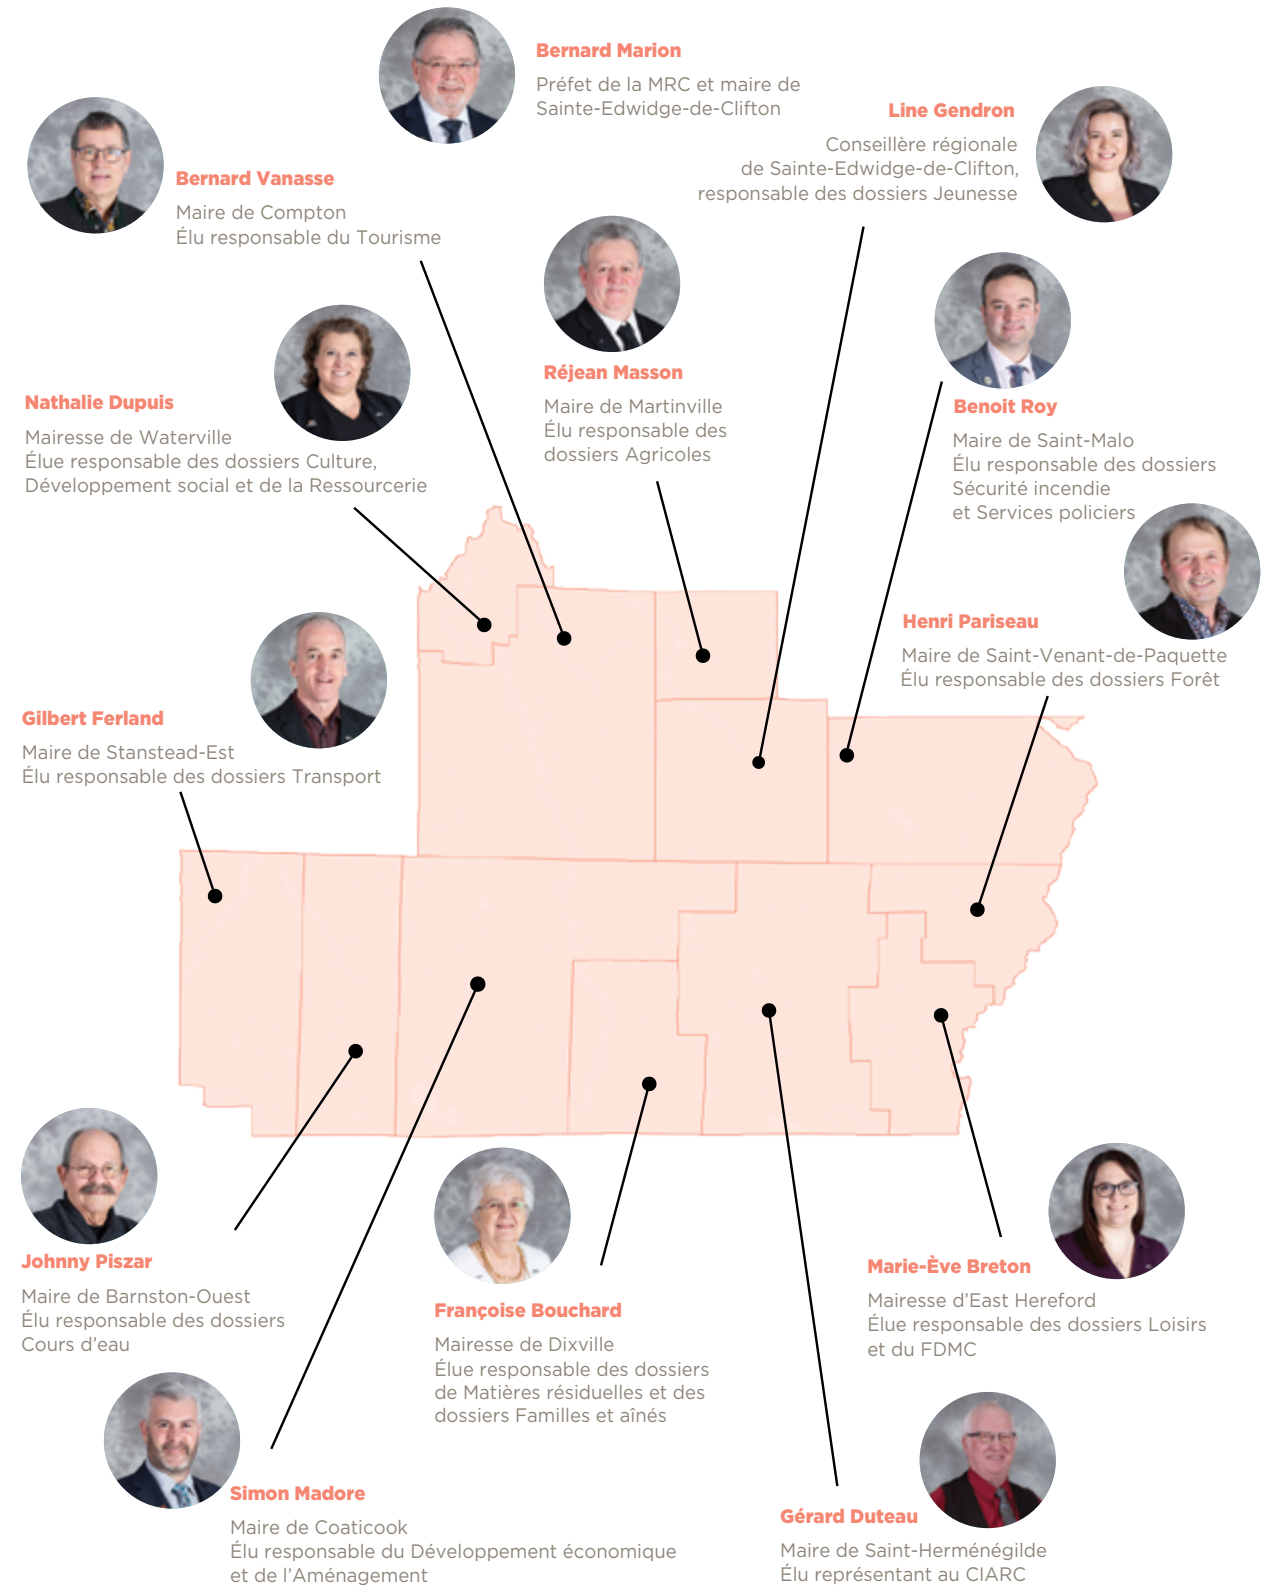 Bernard Marion
Préfet de la MRC et maire de
Sainte-Edwidge-de-Clifton
Line Gendron
Conseillère régionale
de Sainte-Edwidge-de-Clifton,
responsable des dossiers Jeunesse
Bernard Vanasse
Maire de Compton
Élu responsable du Tourisme
Réjean Masson
Maire de Martinville
Élu responsable des
dossiers Agricoles
Nathalie Dupuis
Mairesse de Waterville
Élue responsable des dossiers Culture,
Développement social et de la Ressourcerie
Benoit Roy
Maire de Saint-Malo
Élu responsable des dossiers
Sécurité incendie
et Services policiers
Henri Pariseau
Maire de Saint-Venant-de-Paquette
Élu responsable des dossiers Forêt
Gilbert Ferland
Maire de Stanstead-Est
Élu responsable des dossiers Transport
Johnny Piszar
Maire de Barnston-Ouest
Élu responsable des dossiers
Cours d'eau
Françoise Bouchard
Mairesse de Dixville
Élue responsable des dossiers
de Matières résiduelles et des
dossiers Familles et aînés
Marie-Ève Breton
Mairesse d'East Hereford
Élue responsable des dossiers Loisirs
et du FDMC
Simon Madore
Maire de Coaticook
Élu responsable du Développement économique
et de l'Aménagement
Gérard Duteau
Maire de Saint-Herménégilde
Élu représentant au CIARC